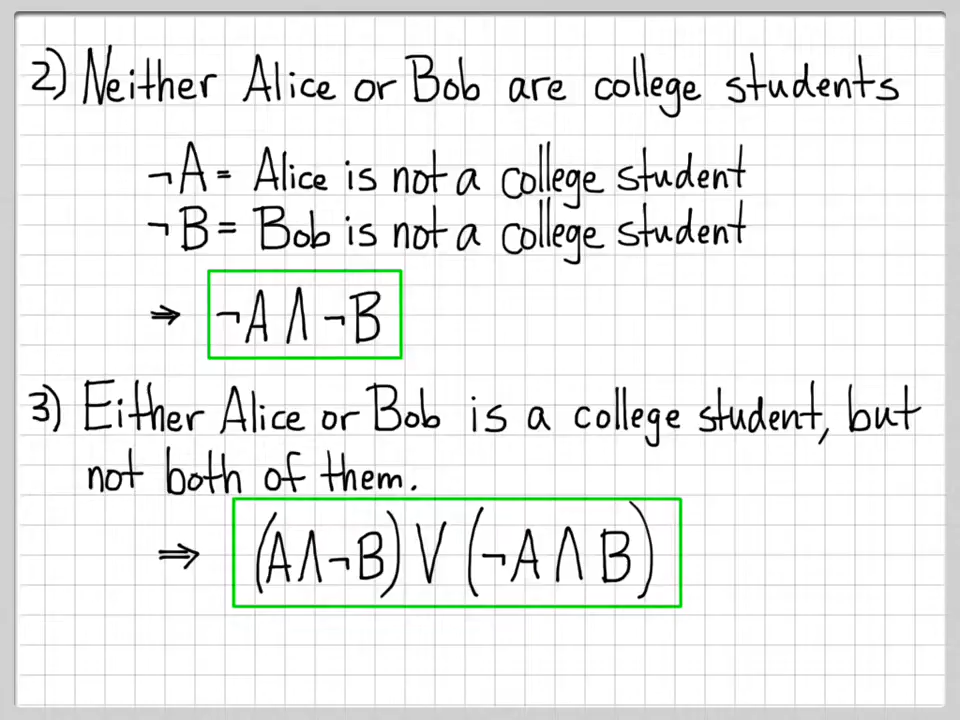 2) Neither Alice or Bob are college students
¬A = Alice is not a college student
¬B = Bob is not a college student
⇒ ¬A ∧ ¬B
3) Either Alice or Bob is a college student, but
not both of them.
⇒ (A ∧ ¬B) ∨ (¬A ∧ B)